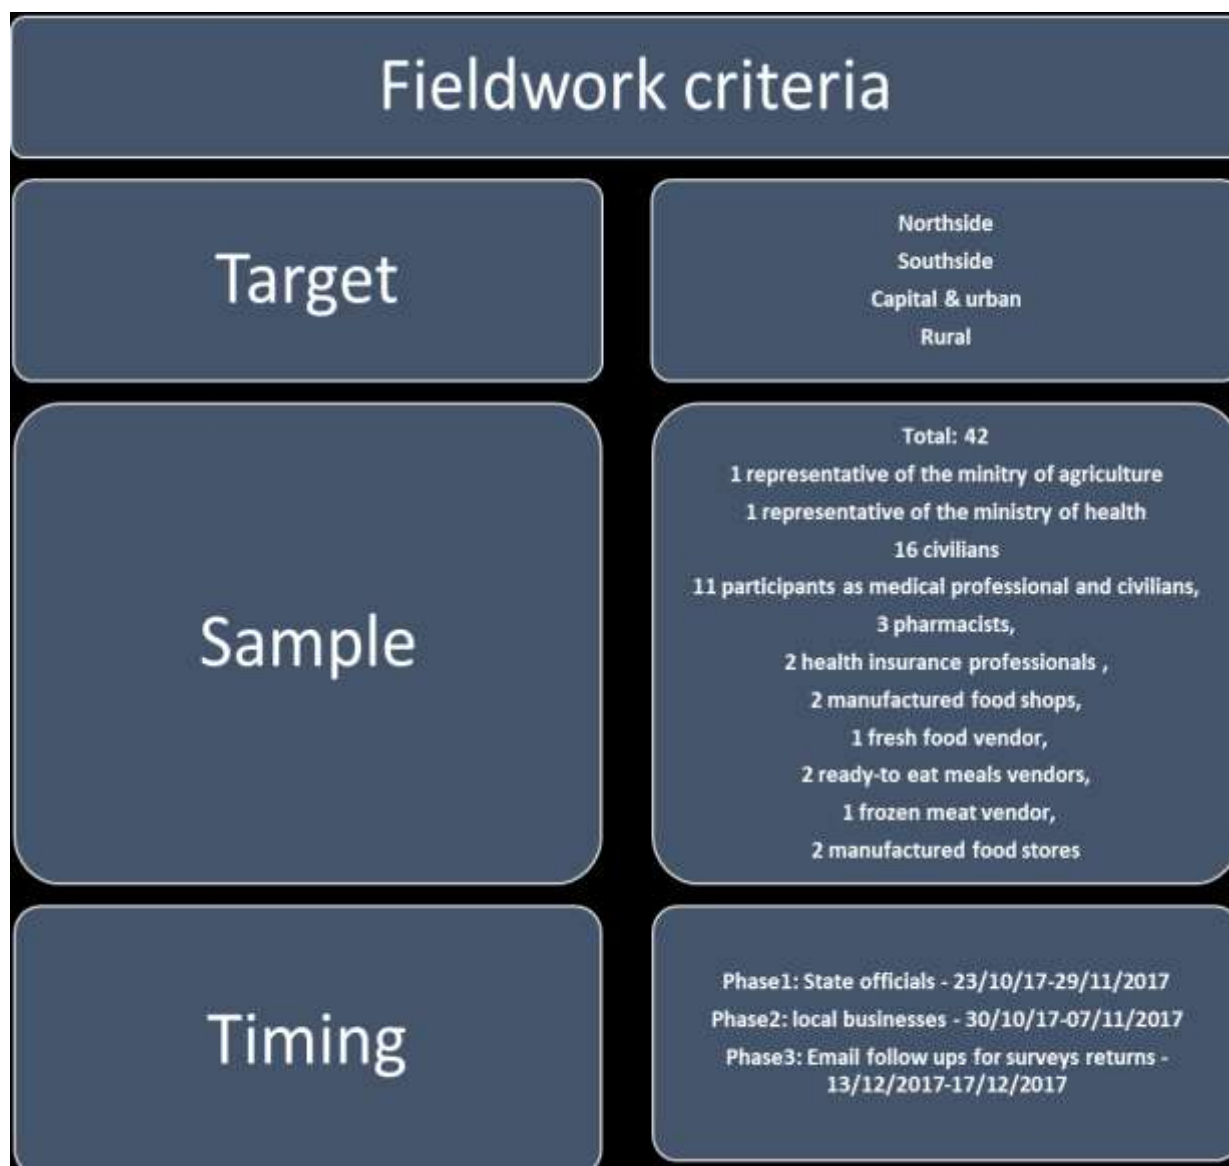 Fieldwork criteria
Target
Northside
Southside
Capital & urban
Rural
Sample
Total: 42
1 representative of the minitry of agriculture
1 representative of the ministry of health
16 civilians
11 participants as medical professional and civilians,
3 pharmacists,
2 health insurance professionals ,
2 manufactured food shops,
1 fresh food vendor,
2 ready-to eat meals vendors,
1 frozen meat vendor,
2 manufactured food stores
Timing
Phase1: State officials - 23/10/17-29/11/2017
Phase2: local businesses - 30/10/17-07/11/2017
Phase3: Email follow ups for surveys returns -
13/12/2017-17/12/2017